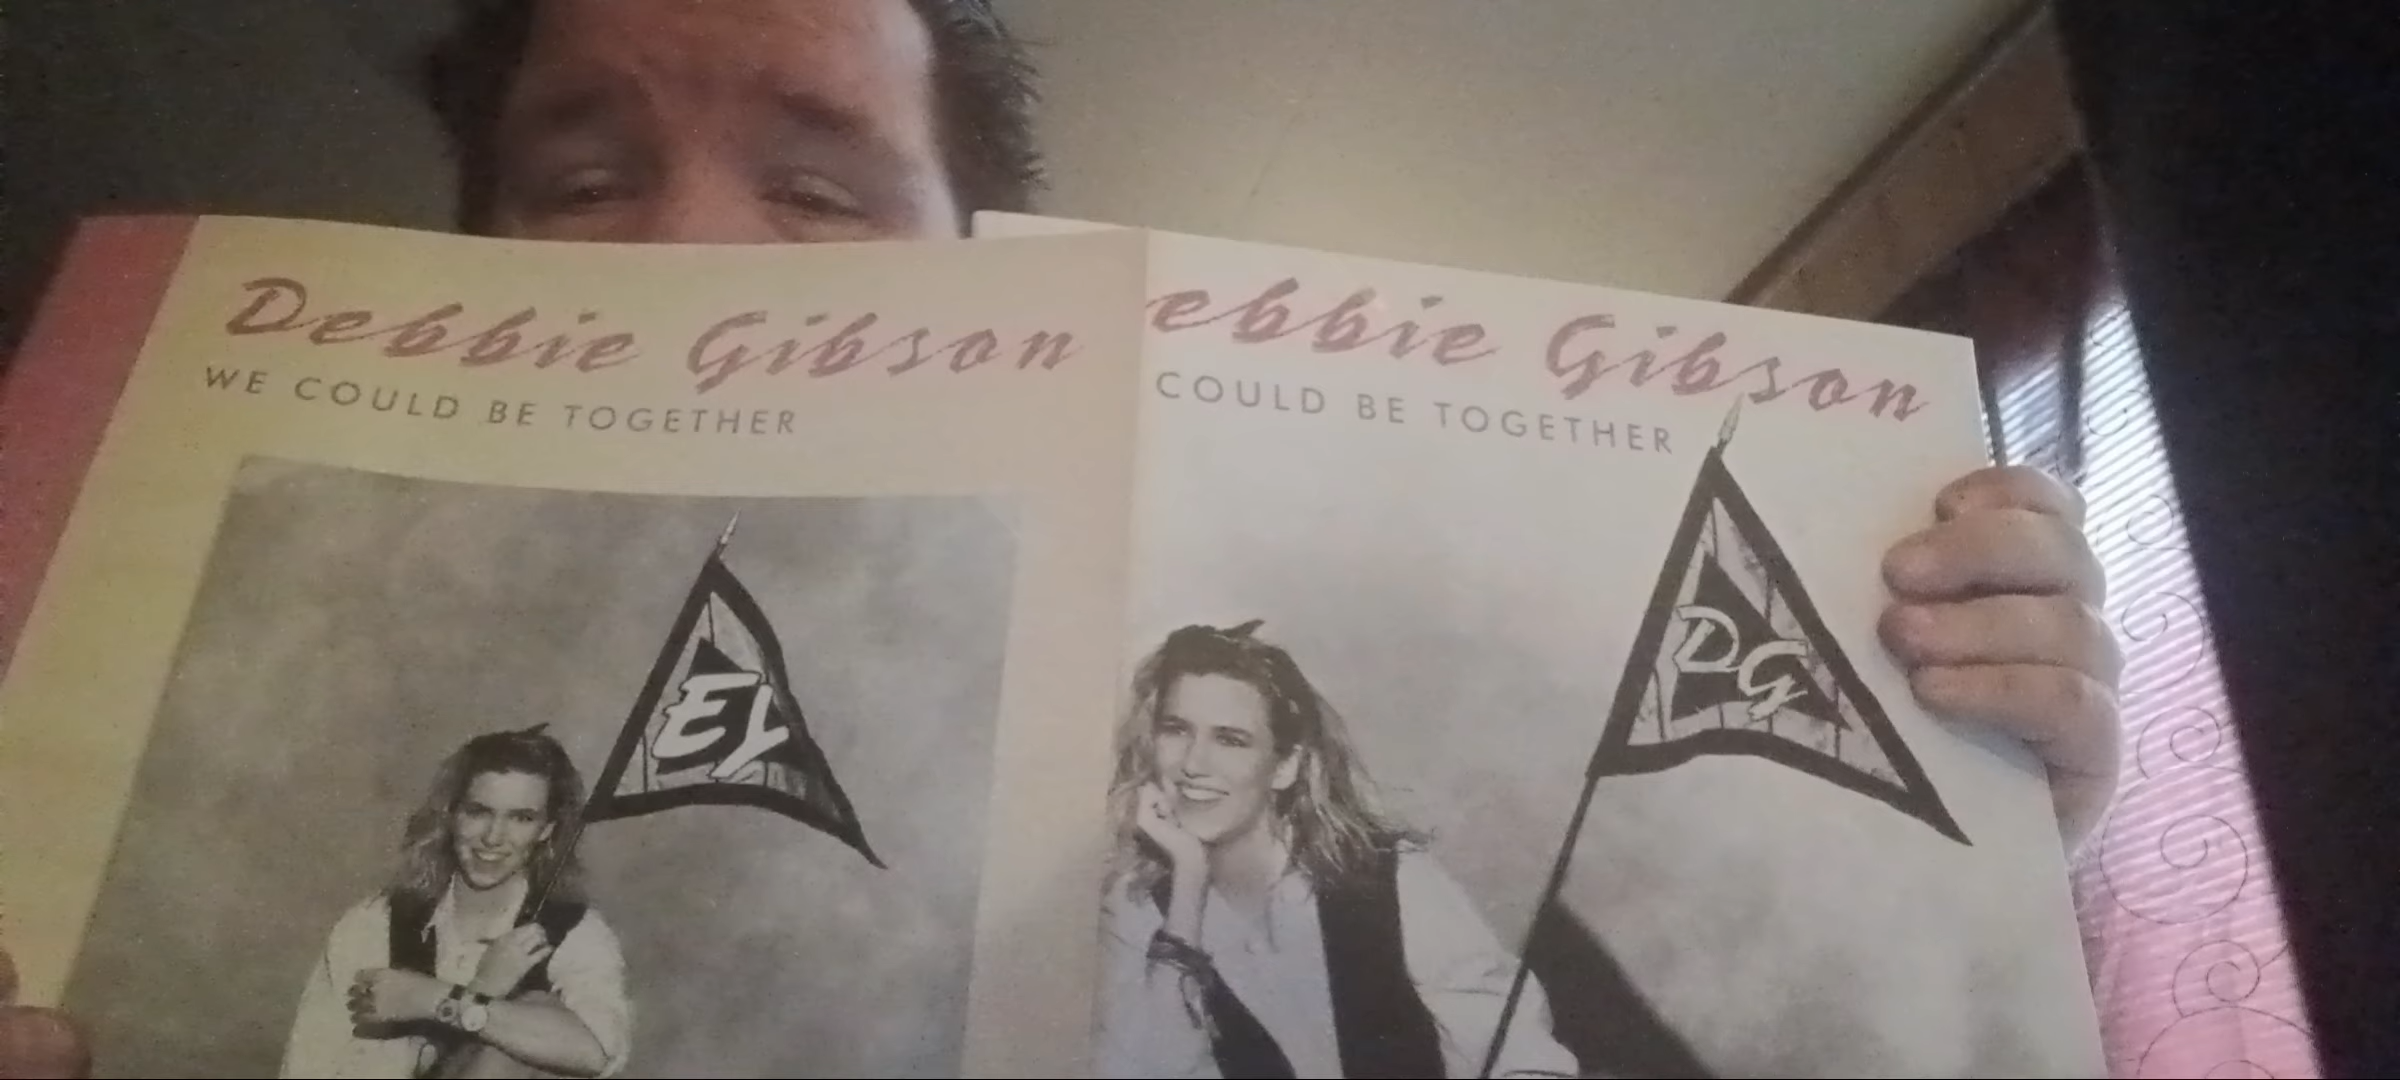 Debbie Gibson
WE COULD BE TOGETHER
EY
ebbie Gibson
COULD BE TOGETHER
DG